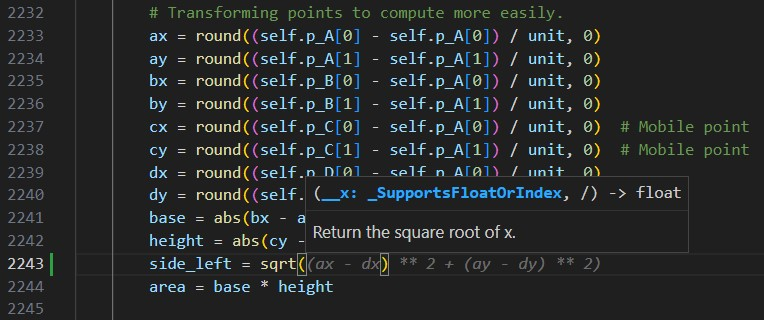 2232 # Transforming points to compute more easily.
2233 ax = round((self.p_A[0] - self.p_A[0]) / unit, 0)
2234 ay = round((self.p_A[1] - self.p_A[1]) / unit, 0)
2235 bx = round((self.p_B[0] - self.p_A[0]) / unit, 0)
2236 by = round((self.p_B[1] - self.p_A[1]) / unit, 0)
2237 cx = round((self.p_C[0] - self.p_A[0]) / unit, 0) # Mobile point
2238 cy = round((self.p_C[1] - self.p_A[1]) / unit, 0) # Mobile point
2239 dx = round((self.p_D[0] - self.p_A[0]) / unit, 0)
2240 dy = round((self.
(__x: _SupportsFloatOrIndex, /) -> float
2241 base = abs(bx - a
Return the square root of x.
2242 height = abs(cy -
2243 side_left = sqrt((ax - dx) ** 2 + (ay - dy) ** 2)
2244 area = base * height
2245